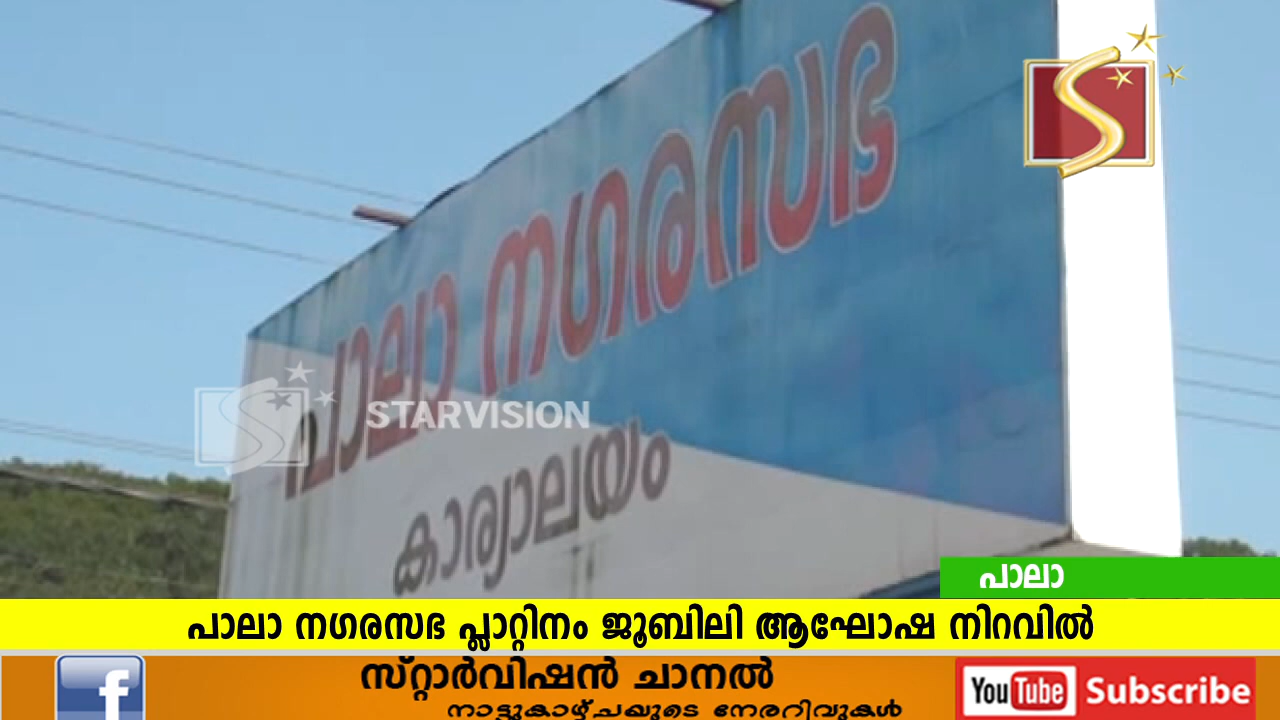 പാലാ നഗരസഭ
STARVISION
കാര്യാലയം
പാലാ
പാലാ നഗരസഭ പ്ലാറ്റിനം ജൂബിലി ആഘോഷ നിറവിൽ
സ്റ്റാർവിഷൻ ചാനൽ
നാട്ടുകാഴ്ചയുടെ നേരറിവുകൾ
YouTube Subscribe